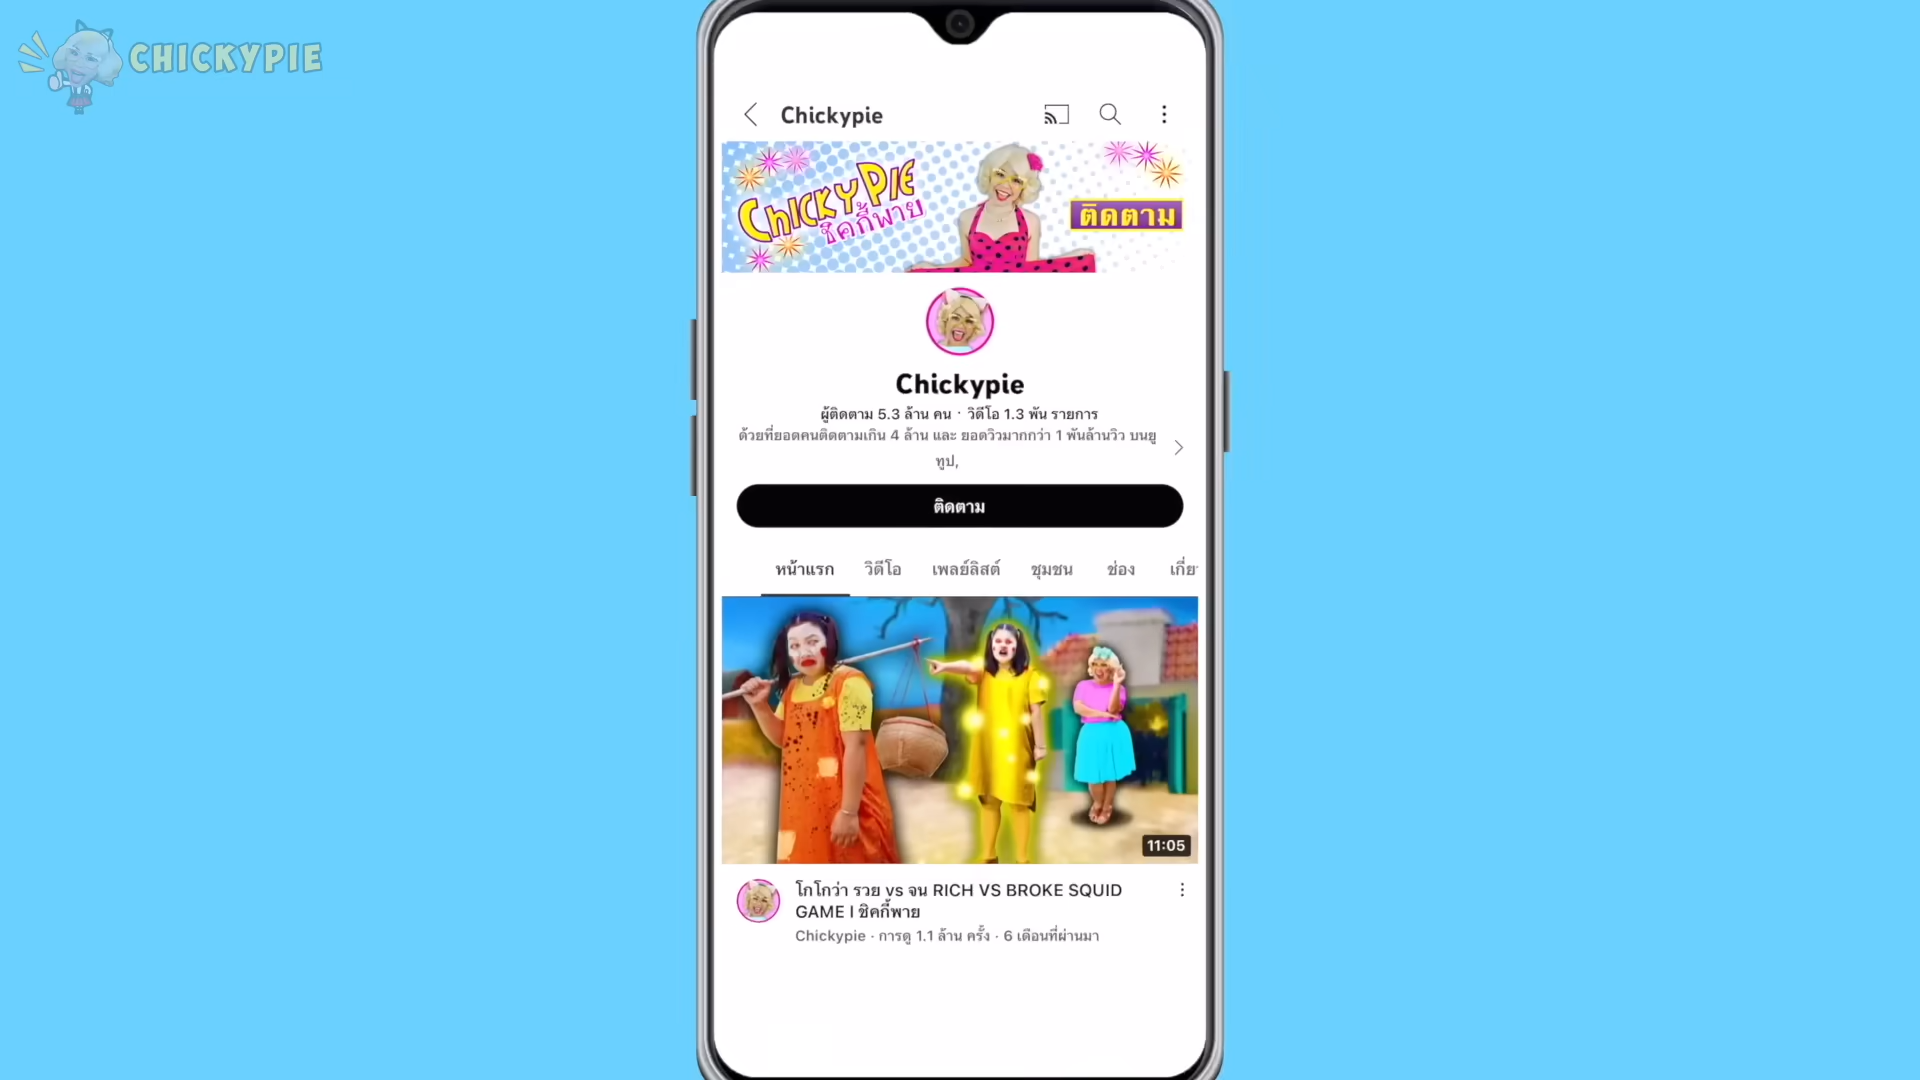 CHICKYPIE
Chickypie
CHICKYPIE
ชิคกี้พาย
ติดตาม
Chickypie
ผู้ติดตาม 5.3 ล้าน คน · วิดีโอ 1.3 พัน รายการ
ด้วยที่ยอดคนติดตามเกิน 4 ล้าน และ ยอดวิวมากกว่า 1 พันล้านวิว บนยู
ทูป,
ติดตาม
หน้าแรก วิดีโอ เพลย์ลิสต์ ชุมชน ช่อง เกี่ย
11:05
โกโกว่า รวย vs จน RICH VS BROKE SQUID
GAME I ชิคกี้พาย
Chickypie · การดู 1.1 ล้าน ครั้ง · 6 เดือนที่ผ่านมา